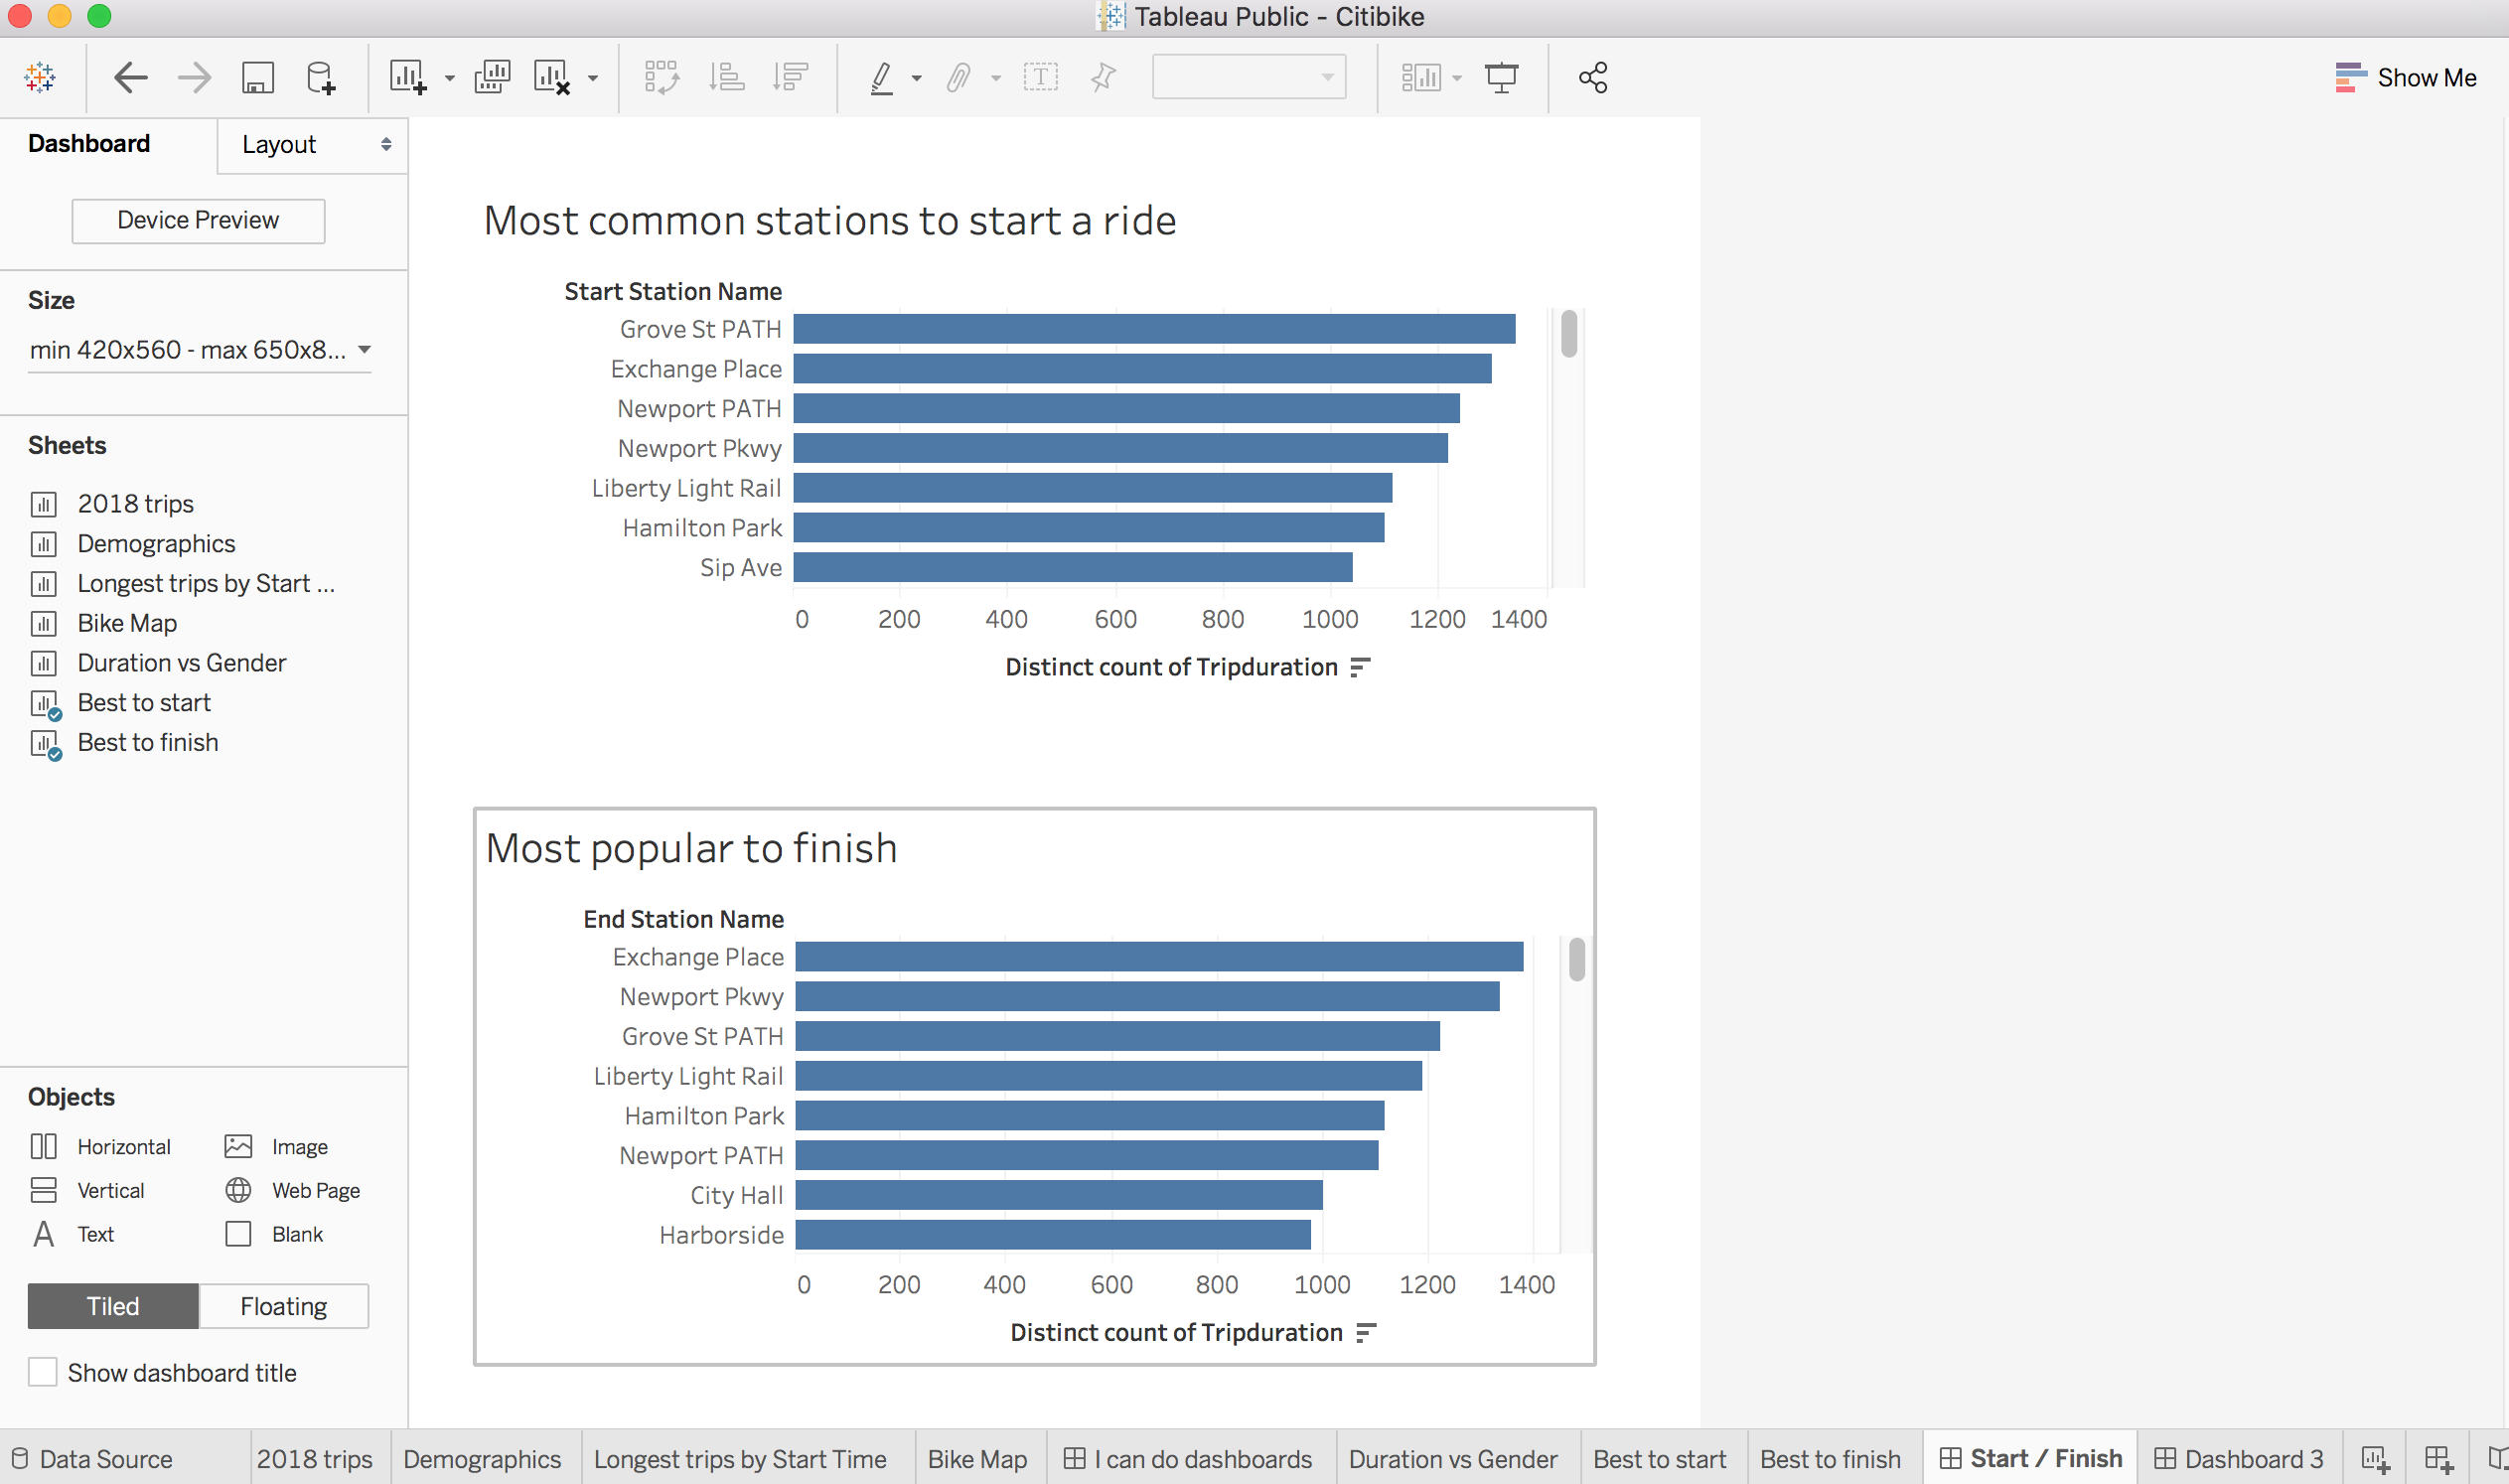 Tableau Public - Citibike
Show Me
Dashboard
Layout
Device Preview
Size
min 420x560 - max 650x8...
Sheets
2018 trips
Demographics
Longest trips by Start ...
Bike Map
Duration vs Gender
Best to start
Best to finish
Objects
Horizontal
Image
Vertical
Web Page
A Text
Blank
Tiled
Floating
Show dashboard title
Most common stations to start a ride
Start Station Name
Grove St PATH
Exchange Place
Newport PATH
Newport Pkwy
Liberty Light Rail
Hamilton Park
Sip Ave
0 200 400 600 800 1000 1200 1400
Distinct count of Tripduration
Most popular to finish
End Station Name
Exchange Place
Newport Pkwy
Grove St PATH
Liberty Light Rail
Hamilton Park
Newport PATH
City Hall
Harborside
0 200 400 600 800 1000 1200 1400
Distinct count of Tripduration
Data Source
2018 trips
Demographics
Longest trips by Start Time
Bike Map
I can do dashboards
Duration vs Gender
Best to start
Best to finish
Start / Finish
Dashboard 3